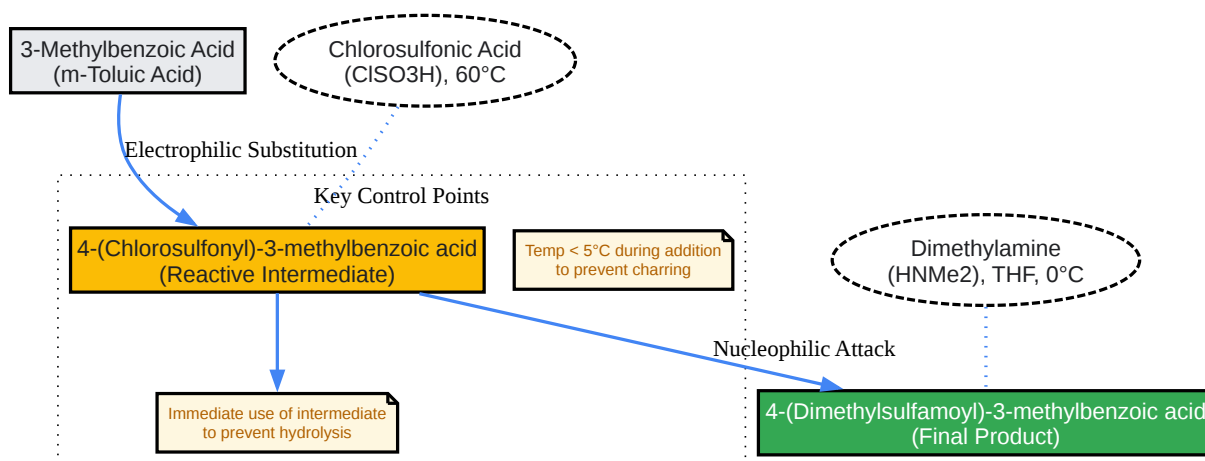 3-Methylbenzoic Acid
(m-Toluic Acid)
Chlorosulfonic Acid
(ClSO3H), 60°C
Electrophilic Substitution
Key Control Points
4-(Chlorosulfonyl)-3-methylbenzoic acid
(Reactive Intermediate)
Temp < 5°C during addition
to prevent charring
Dimethylamine
(HNMe2), THF, 0°C
Nucleophilic Attack
Immediate use of intermediate
to prevent hydrolysis
4-(Dimethylsulfamoyl)-3-methylbenzoic acid
(Final Product)